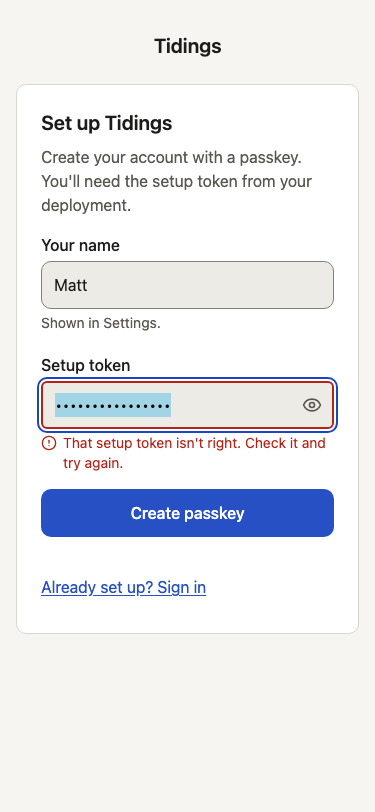 Tidings
Set up Tidings
Create your account with a passkey.
You'll need the setup token from your
deployment.
Your name
Matt
Shown in Settings.
Setup token
••••••••••••••••
That setup token isn't right. Check it and
try again.
Create passkey
Already set up? Sign in